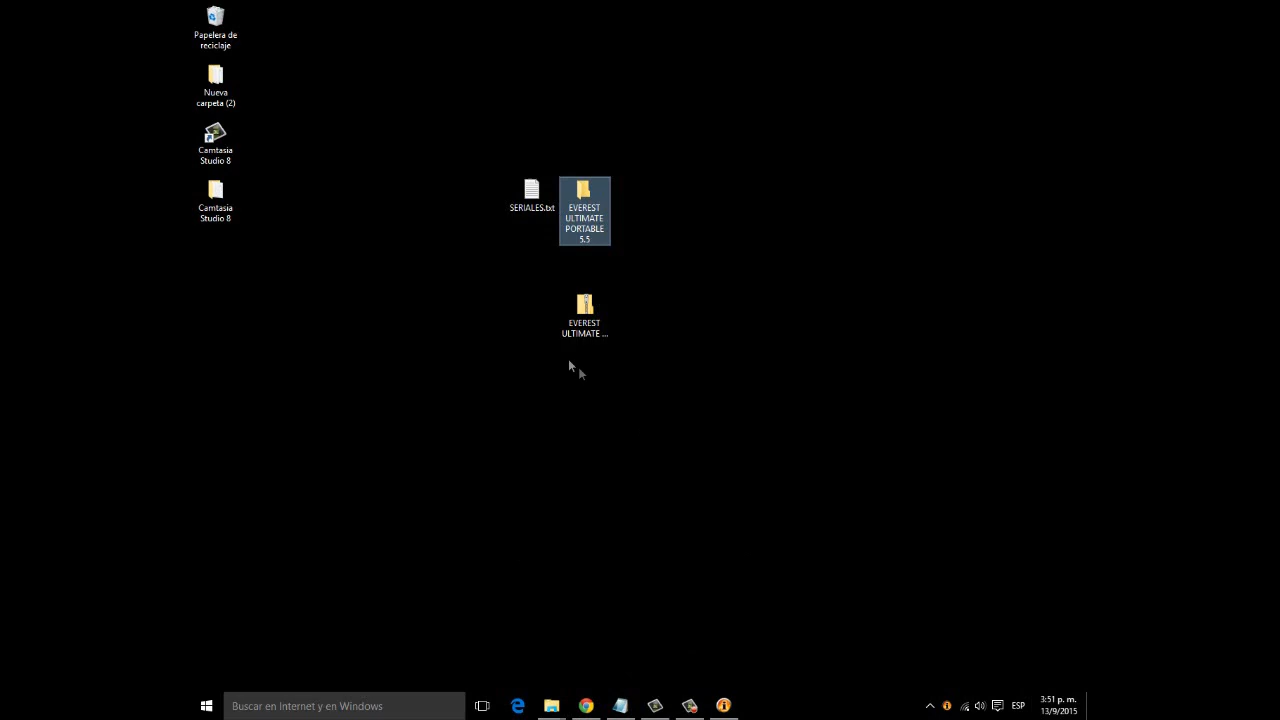 Papelera de
reciclaje
Nueva
carpeta (2)
Camtasia
Studio 8
Camtasia
Studio 8
SERIALES.txt
EVEREST
ULTIMATE
PORTABLE
5.5
EVEREST
ULTIMATE ...
Buscar en Internet y en Windows
ESP
3:51 p. m.
13/9/2015